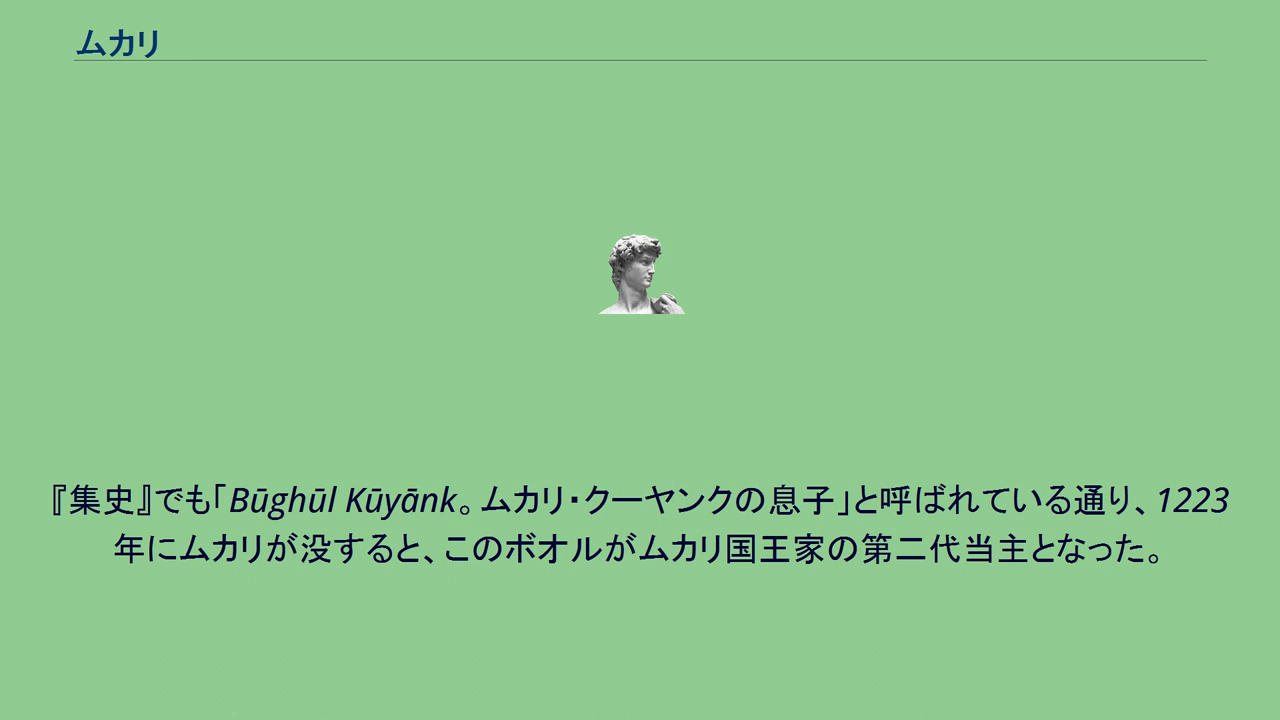 ムカリ
『集史』でも「Būghūl Kūyānk。ムカリ・クーヤンクの息子」と呼ばれている通り、1223
年にムカリが没すると、このボオルがムカリ国王家の第二代当主となった。